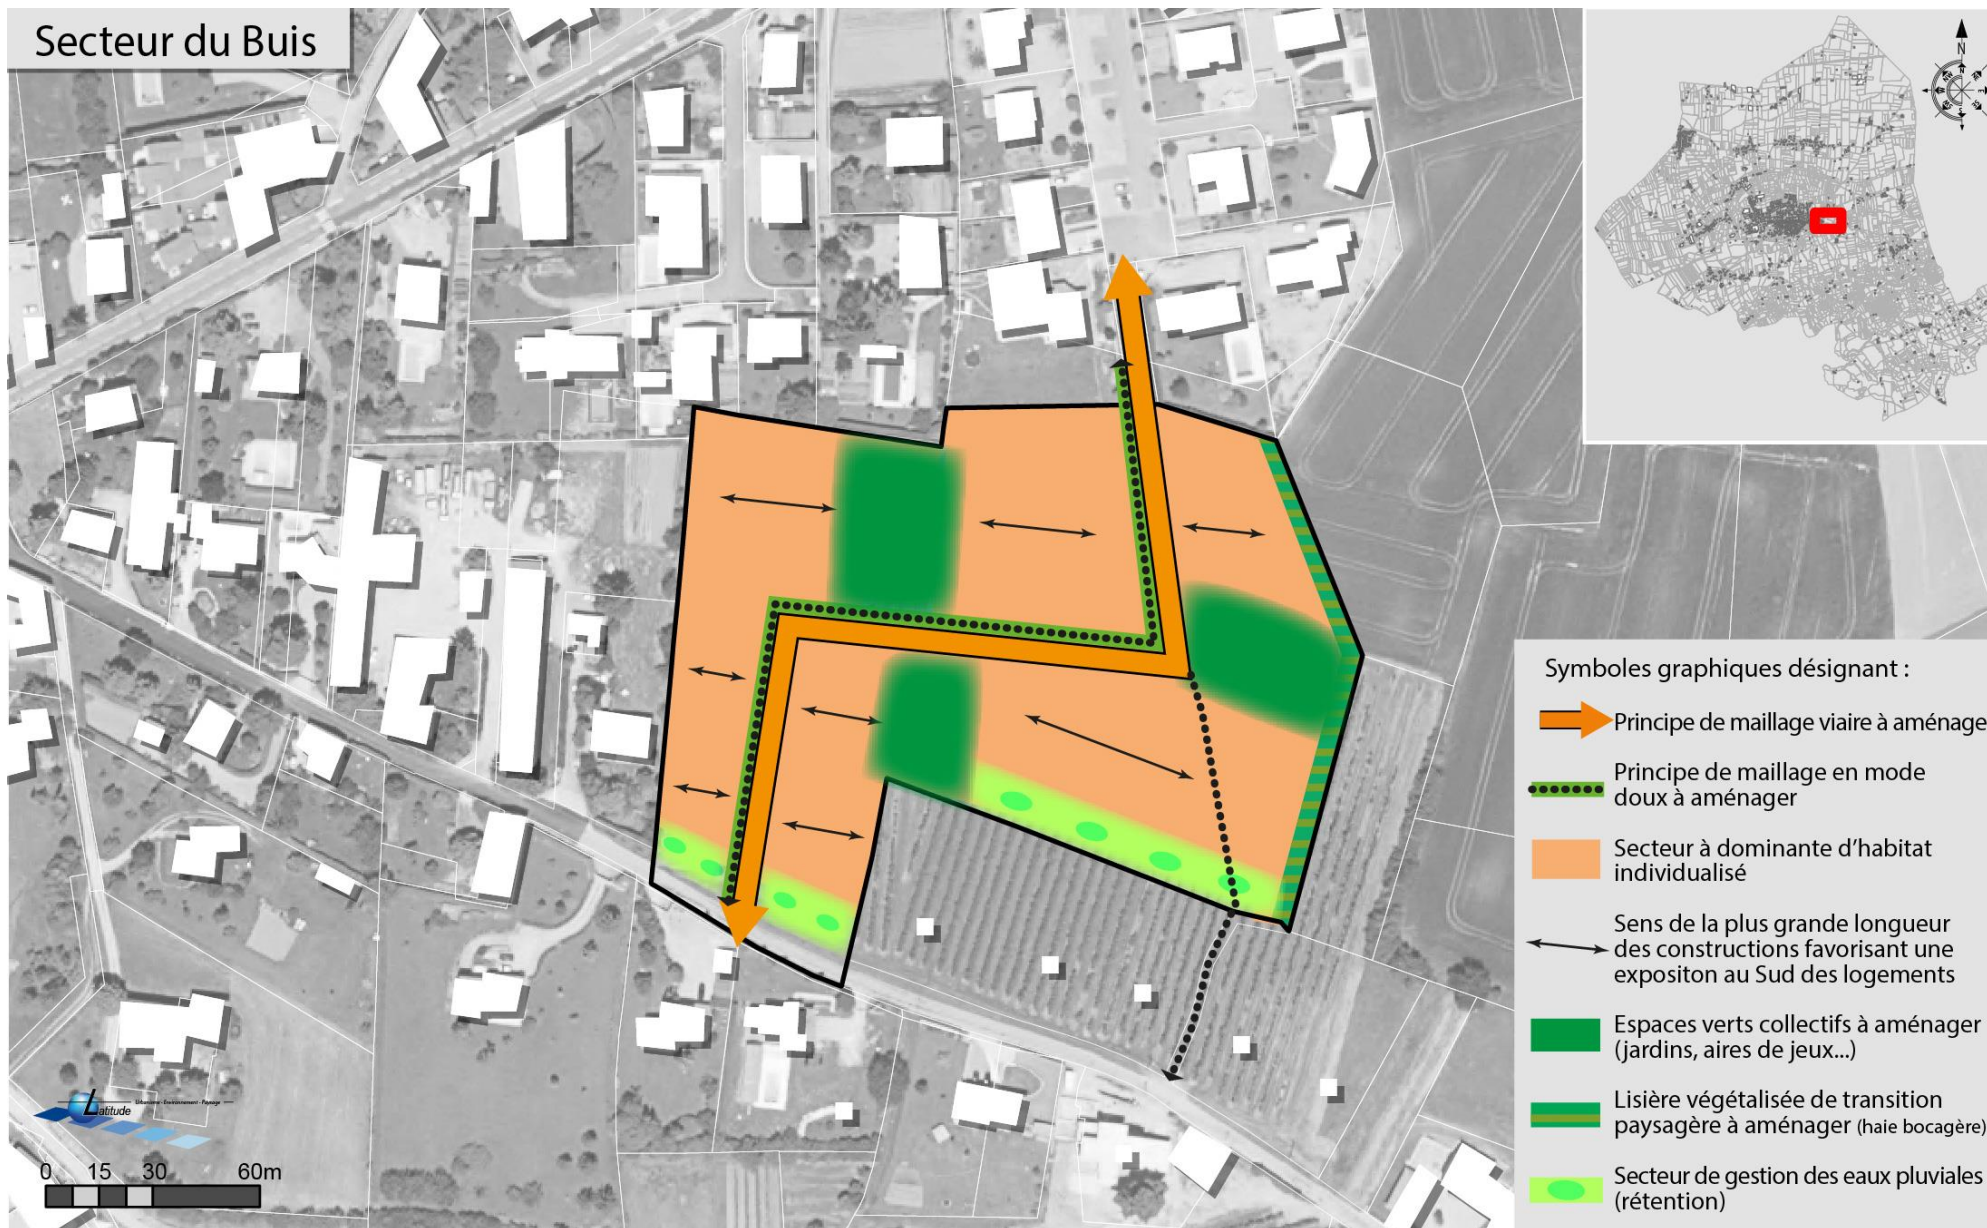 Secteur du Buis
N
Symboles graphiques désignant :
Principe de maillage viaire à aménage
Principe de maillage en mode
doux à aménager
Secteur à dominante d'habitat
individualisé
Sens de la plus grande longueur
des constructions favorisant une
expositon au Sud des logements
Espaces verts collectifs à aménager
(jardins, aires de jeux...)
Lisière végétalisée de transition
paysagère à aménager (haie bocagère)
Secteur de gestion des eaux pluviales
(rétention)
Latitude
Urbanisme - Environnement - Paysage
0 15 30 60m